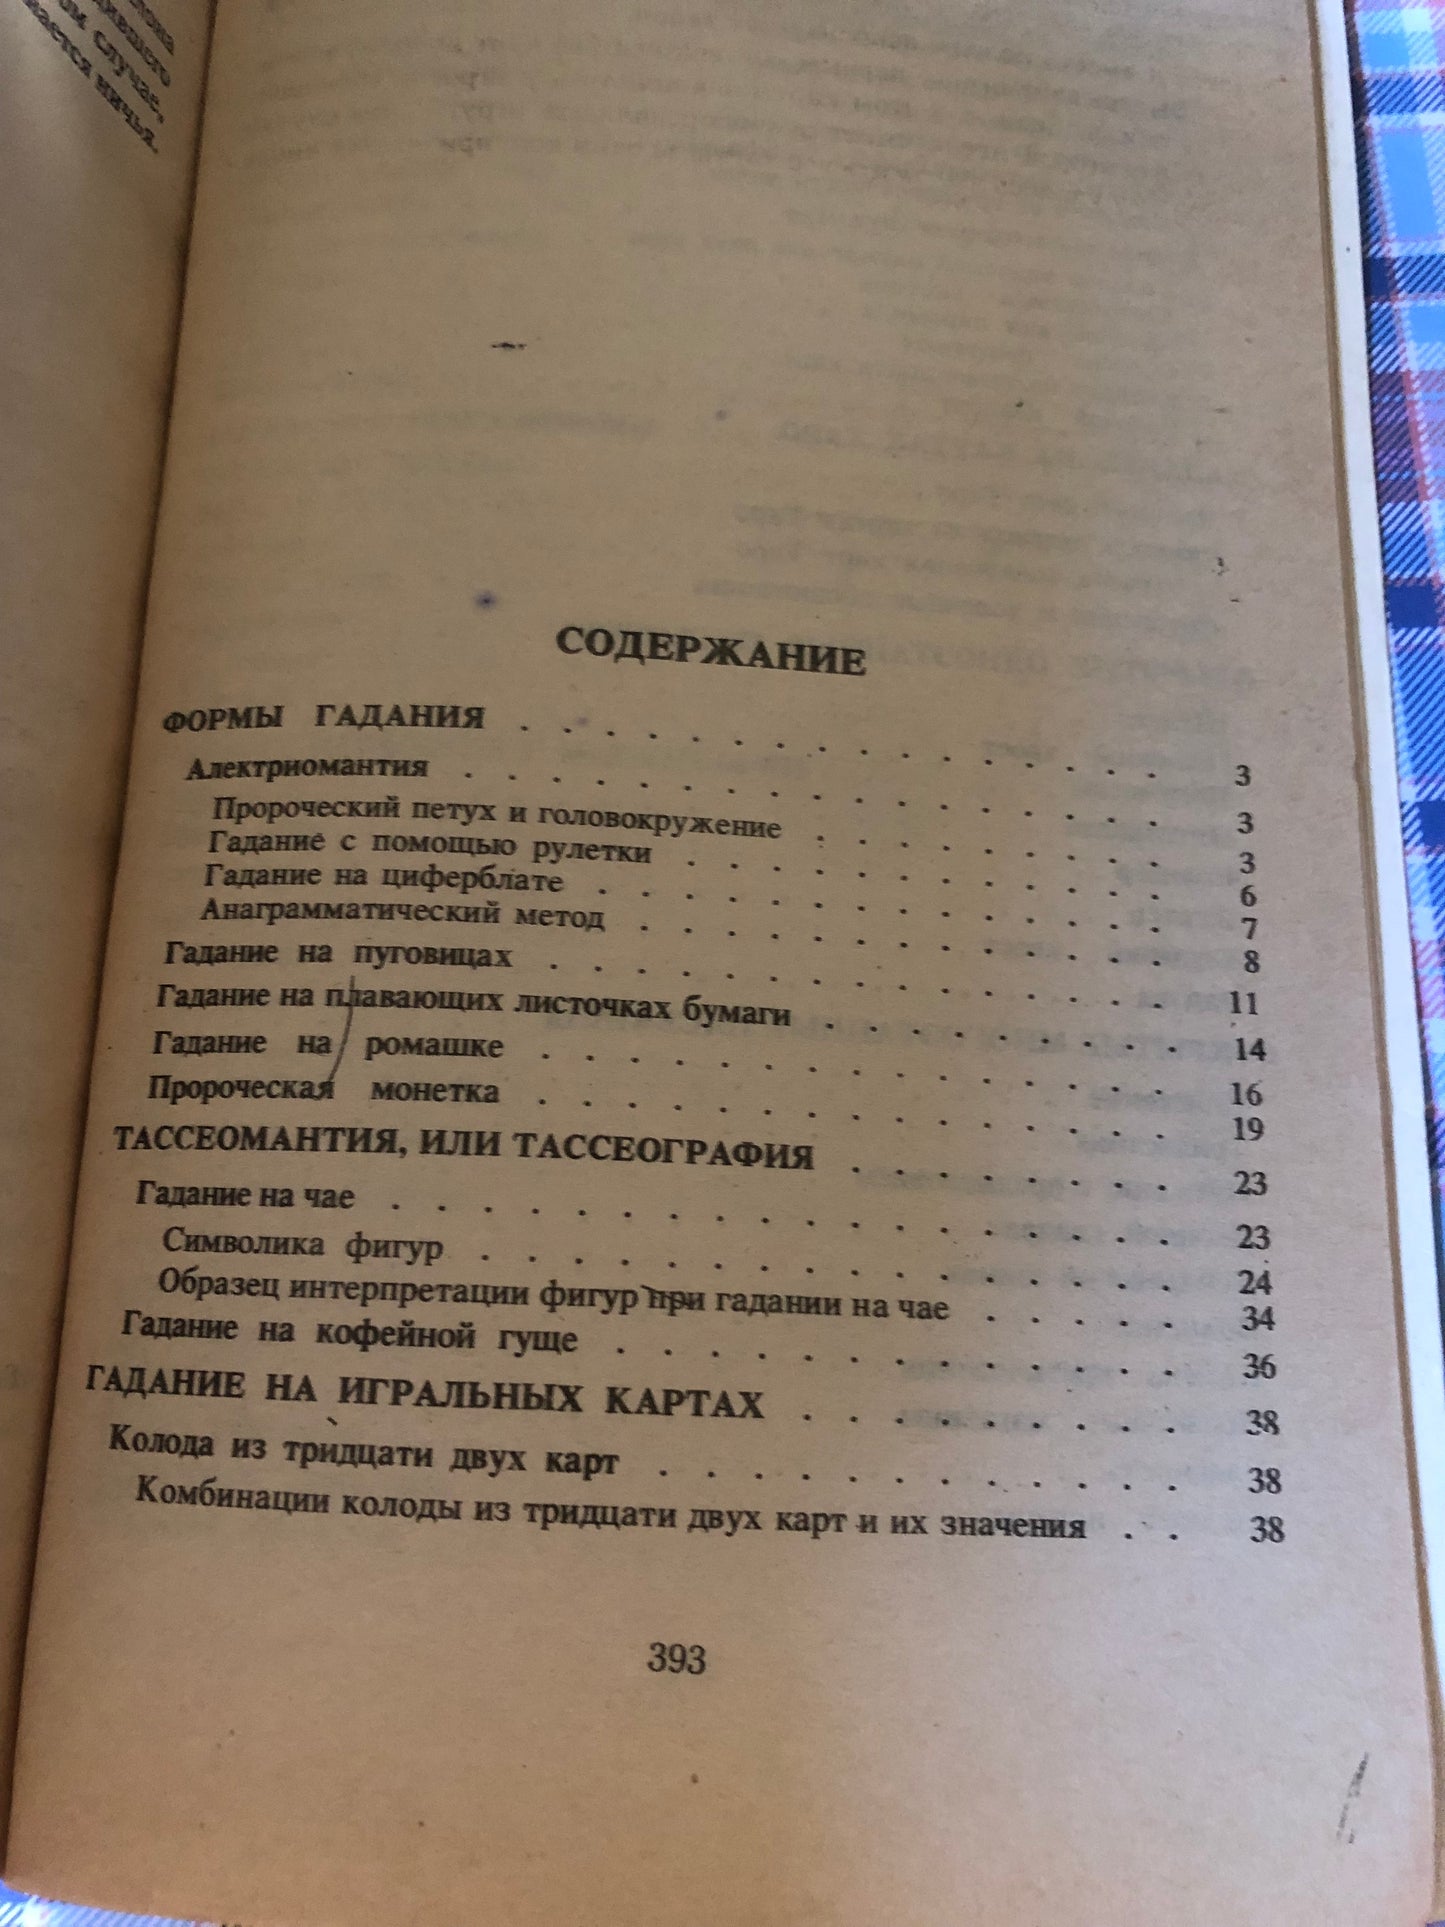 случае,
ничья.
СОДЕРЖАНИЕ
ФОРМЫ ГАДАНИЯ . . . . . . . . . . . . . . . 3
Алектриомантия . . . . . . . . . . . . . . . . 3
Пророческий петух и головокружение . . . . . . . . 3
Гадание с помощью рулетки . . . . . . . . . . . 6
Гадание на циферблате . . . . . . . . . . . . . 7
Анаграмматический метод . . . . . . . . . . . . 8
Гадание на пуговицах . . . . . . . . . . . . . . 11
Гадание на плавающих листочках бумаги . . . . . . . . 14
Гадание на ромашке . . . . . . . . . . . . . . 16
Пророческая монетка . . . . . . . . . . . . . . 19
ТАССЕОМАНТИЯ, ИЛИ ТАССЕОГРАФИЯ . . . . . . . . 23
Гадание на чае . . . . . . . . . . . . . . . . . 23
Символика фигур . . . . . . . . . . . . . . . 24
Образец интерпретации фигур при гадании на чае . . . . . 34
Гадание на кофейной гуще . . . . . . . . . . . . . 36
ГАДАНИЕ НА ИГРАЛЬНЫХ КАРТАХ . . . . . . . . . 38
Колода из тридцати двух карт . . . . . . . . . . . . 38
Комбинации колоды из тридцати двух карт и их значения . . 38
393